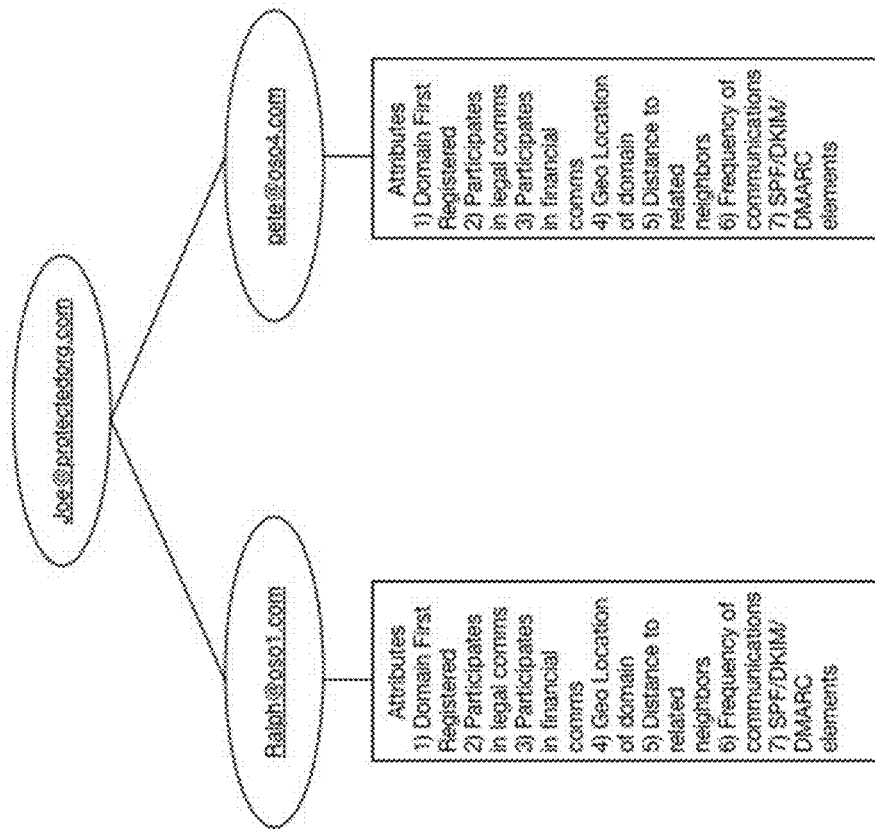 Joe@protectedorg.com
Ralph@oso1.com
pete@oso4.com
Attributes
1) Domain First
Registered
2) Participates
in legal comms
3) Participates
in financial
comms
4) Geo Location
of domain
5) Distance to
related
neighbors
6) Frequency of
communications
7) SPF/DKIM/
DMARC
elements
Attributes
1) Domain First
Registered
2) Participates
in legal comms
3) Participates
in financial
comms
4) Geo Location
of domain
5) Distance to
related
neighbors
6) Frequency of
communications
7) SPF/DKIM/
DMARC
elements